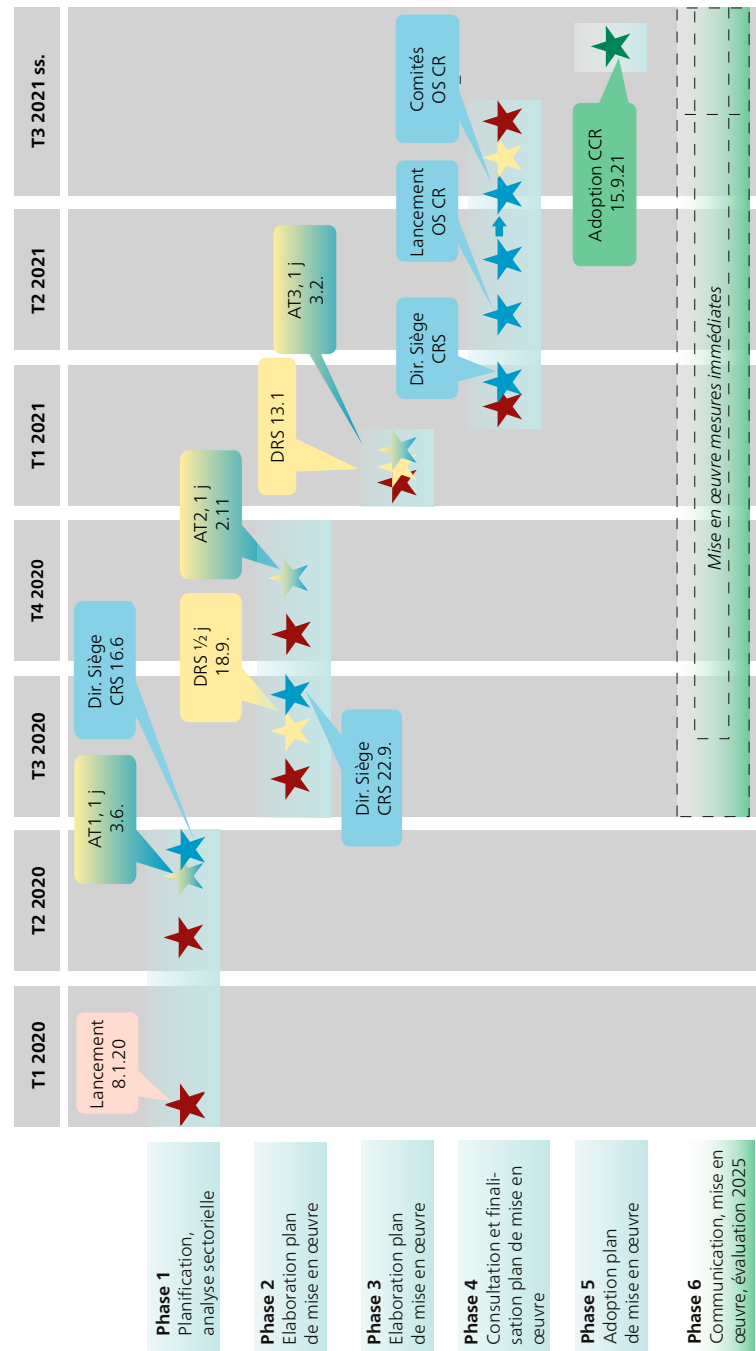 T1 2020
T2 2020
T3 2020
T4 2020
T1 2021
T2 2021
T3 2021 ss.
Phase 1
Planification,
analyse sectorielle
Lancement
8.1.20
AT1, 1 j
3.6.
Dir. Siège
CRS 16.6
Phase 2
Elaboration plan
de mise en œuvre
DRS ½ j
18.9.
Dir. Siège
CRS 22.9.
AT2, 1 j
2.11
Phase 3
Elaboration plan
de mise en œuvre
DRS 13.1
AT3, 1 j
3.2.
Phase 4
Consultation et finali-
sation plan de mise en
œuvre
Dir. Siège
CRS
Lancement
OS CR
Comités
OS CR
Phase 5
Adoption plan
de mise en œuvre
Adoption CCR
15.9.21
Phase 6
Communication, mise en
œuvre, évaluation 2025
Mise en œuvre mesures immédiates